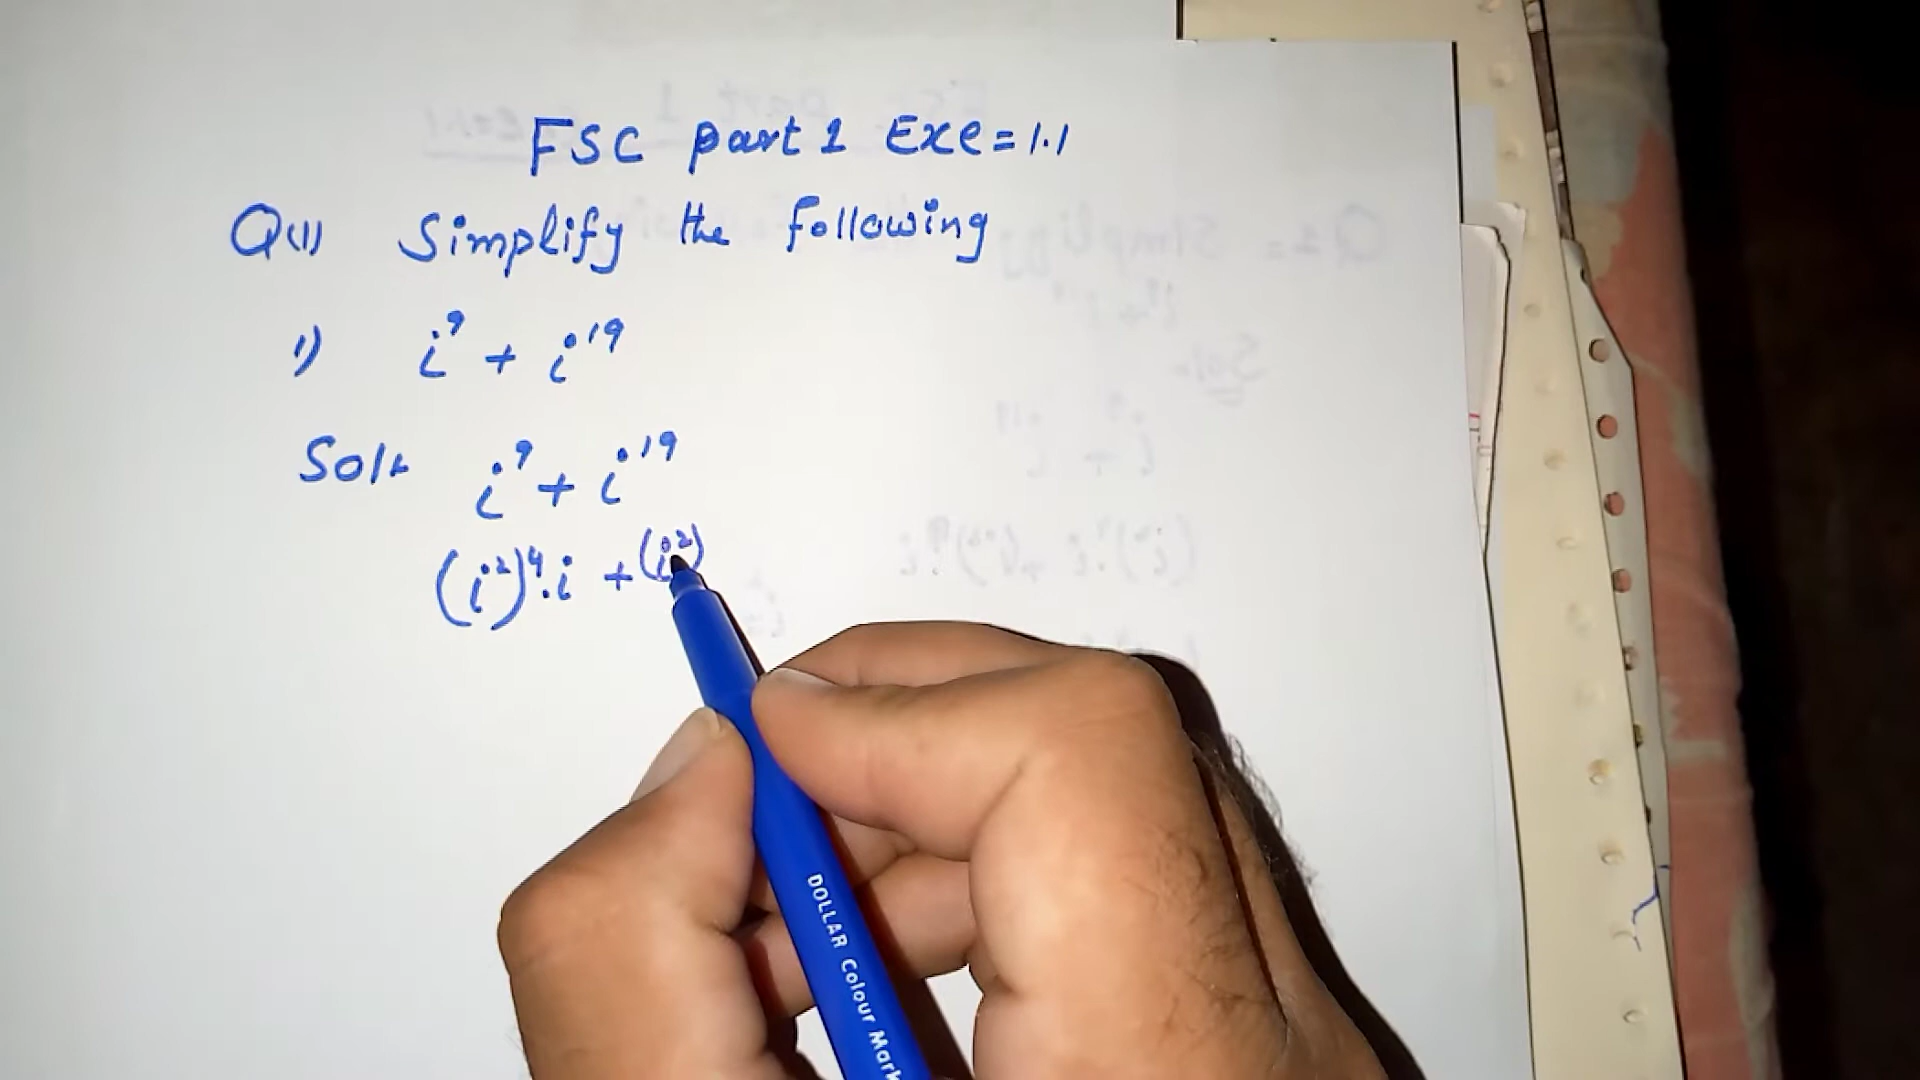 FSC part 1 Exe = 1.1
Q(1) Simplify the following
1) i⁹ + i¹⁹
Sol:- i⁹ + i¹⁹
(i²)⁴.i + (i²)
DOLLAR Colour Mark